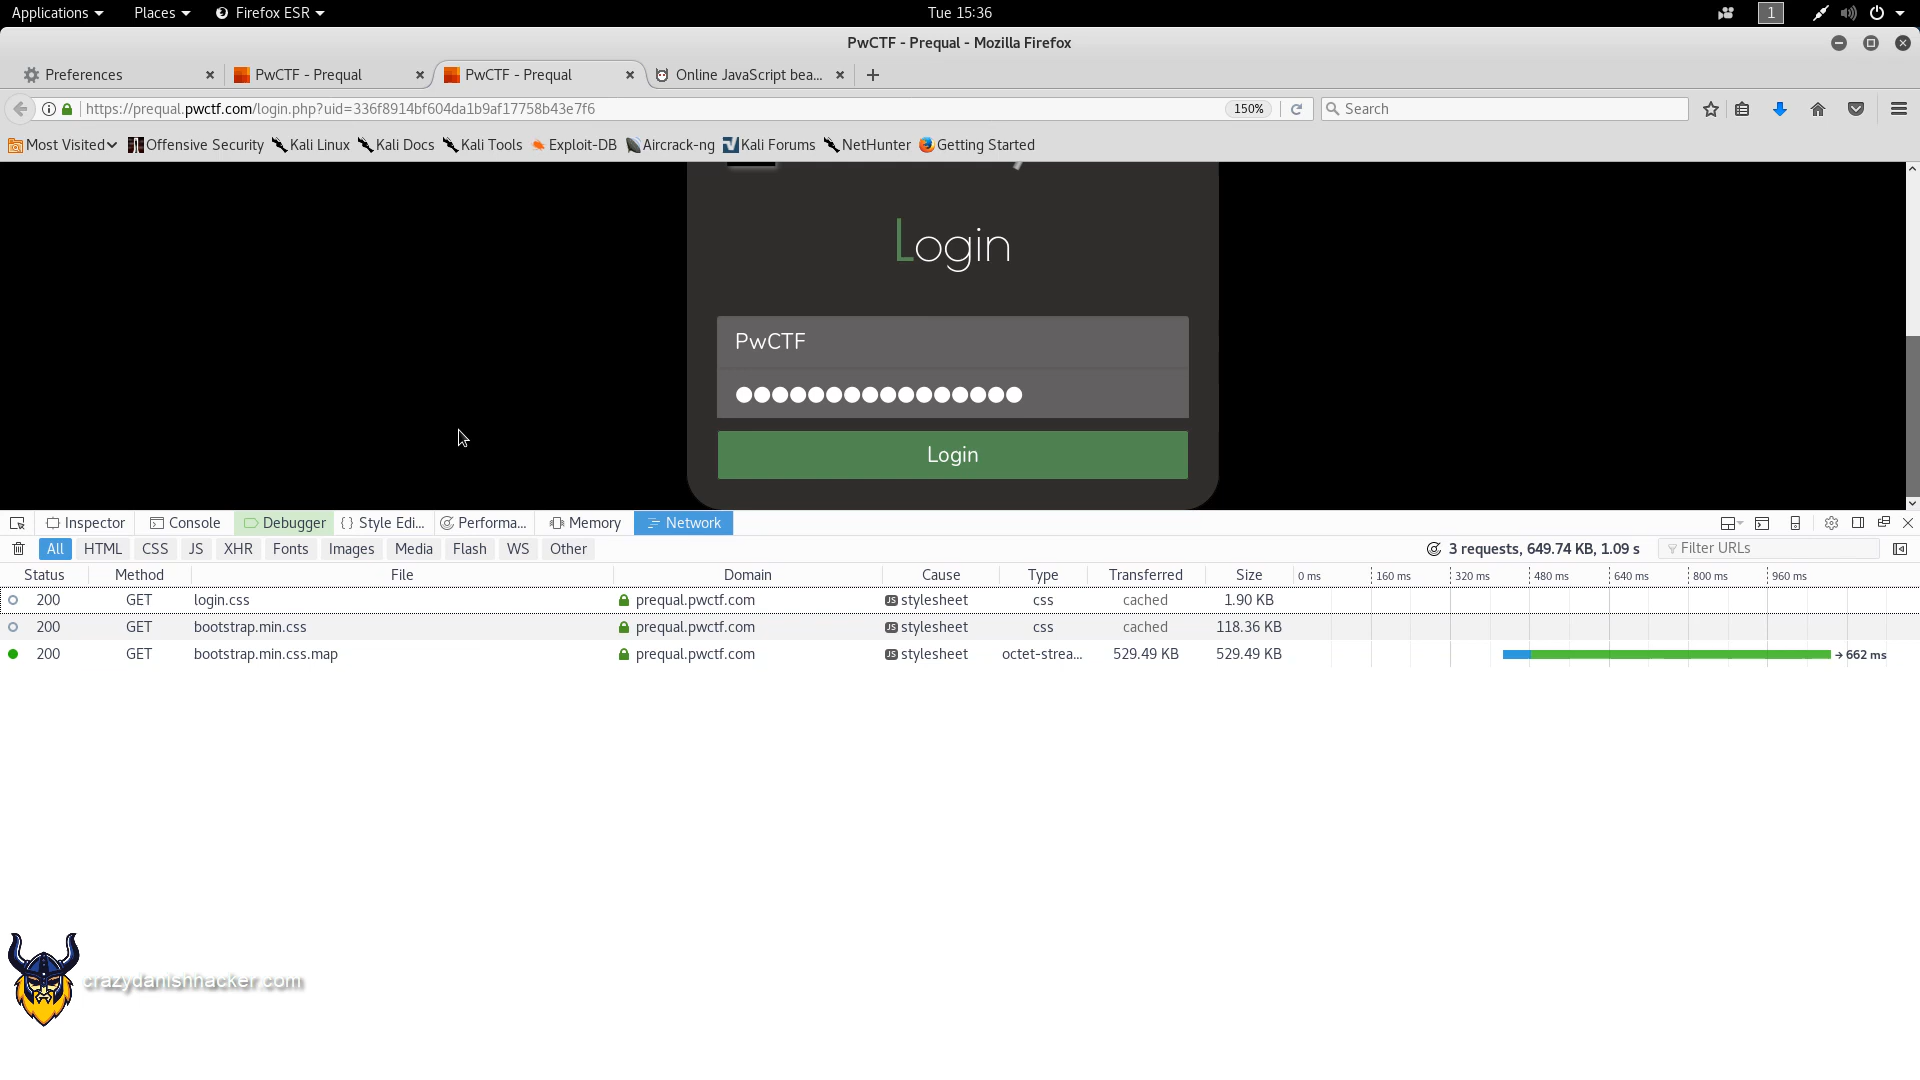 Applications Places Firefox ESR Tue 15:36 1
PwCTF - Prequal - Mozilla Firefox
Preferences PwCTF - Prequal PwCTF - Prequal Online JavaScript bea...
https://prequal.pwctf.com/login.php?uid=336f8914bf604da1b9af17758b43e7f6 150% Search
Most Visited Offensive Security Kali Linux Kali Docs Kali Tools Exploit-DB Aircrack-ng Kali Forums NetHunter Getting Started
Login
PwCTF
Login
Inspector Console Debugger Style Edi... Performa... Memory Network
All HTML CSS JS XHR Fonts Images Media Flash WS Other 3 requests, 649.74 KB, 1.09 s Filter URLs
Status Method File Domain Cause Type Transferred Size 0 ms 160 ms 320 ms 480 ms 640 ms 800 ms 960 ms
200 GET login.css prequal.pwctf.com JS stylesheet css cached 1.90 KB
200 GET bootstrap.min.css prequal.pwctf.com JS stylesheet css cached 118.36 KB
200 GET bootstrap.min.css.map prequal.pwctf.com JS stylesheet octet-strea... 529.49 KB 529.49 KB → 662 ms
crazydanishhacker.com